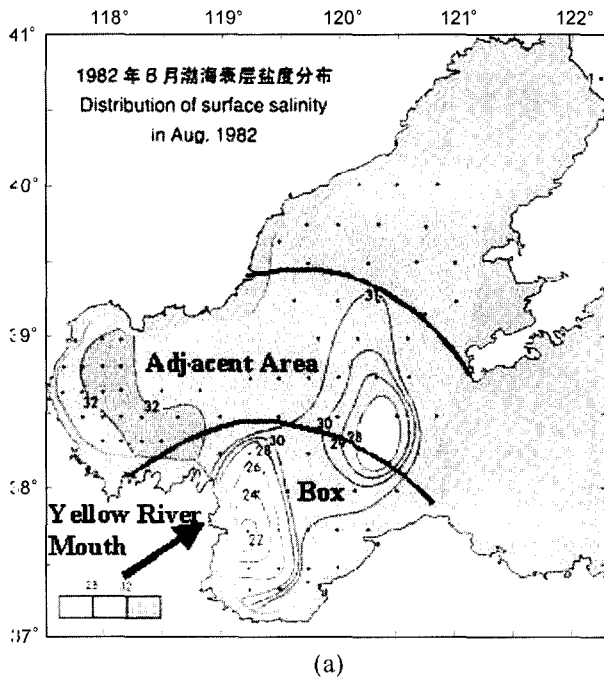 118° 119° 120° 121° 122°
41°
1982年8月渤海表层盐度分布
Distribution of surface salinity
in Aug. 1982
40°
31
39°
Adjacent Area
32
32
30
30
28
28
26
38°
24
Box
Yellow River
Mouth
22
28 32
37°
(a)